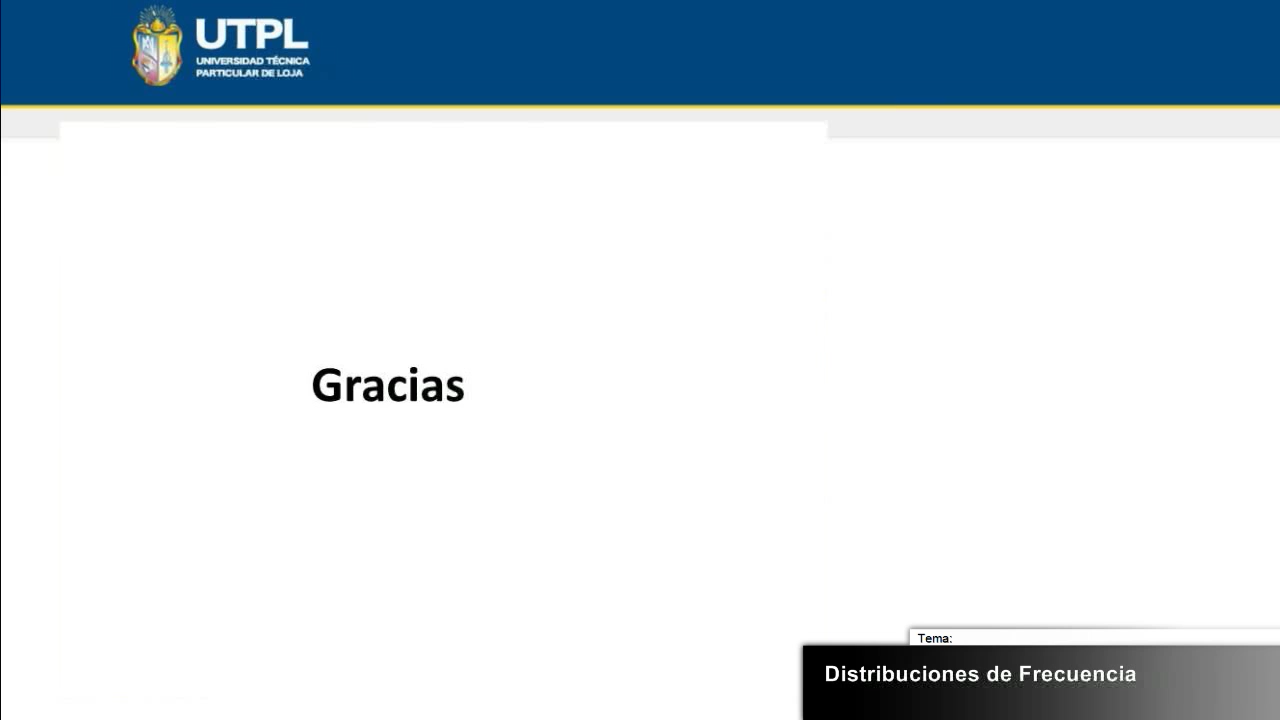 UTPL
UNIVERSIDAD TÉCNICA
PARTICULAR DE LOJA
Gracias
Tema:
Distribuciones de Frecuencia